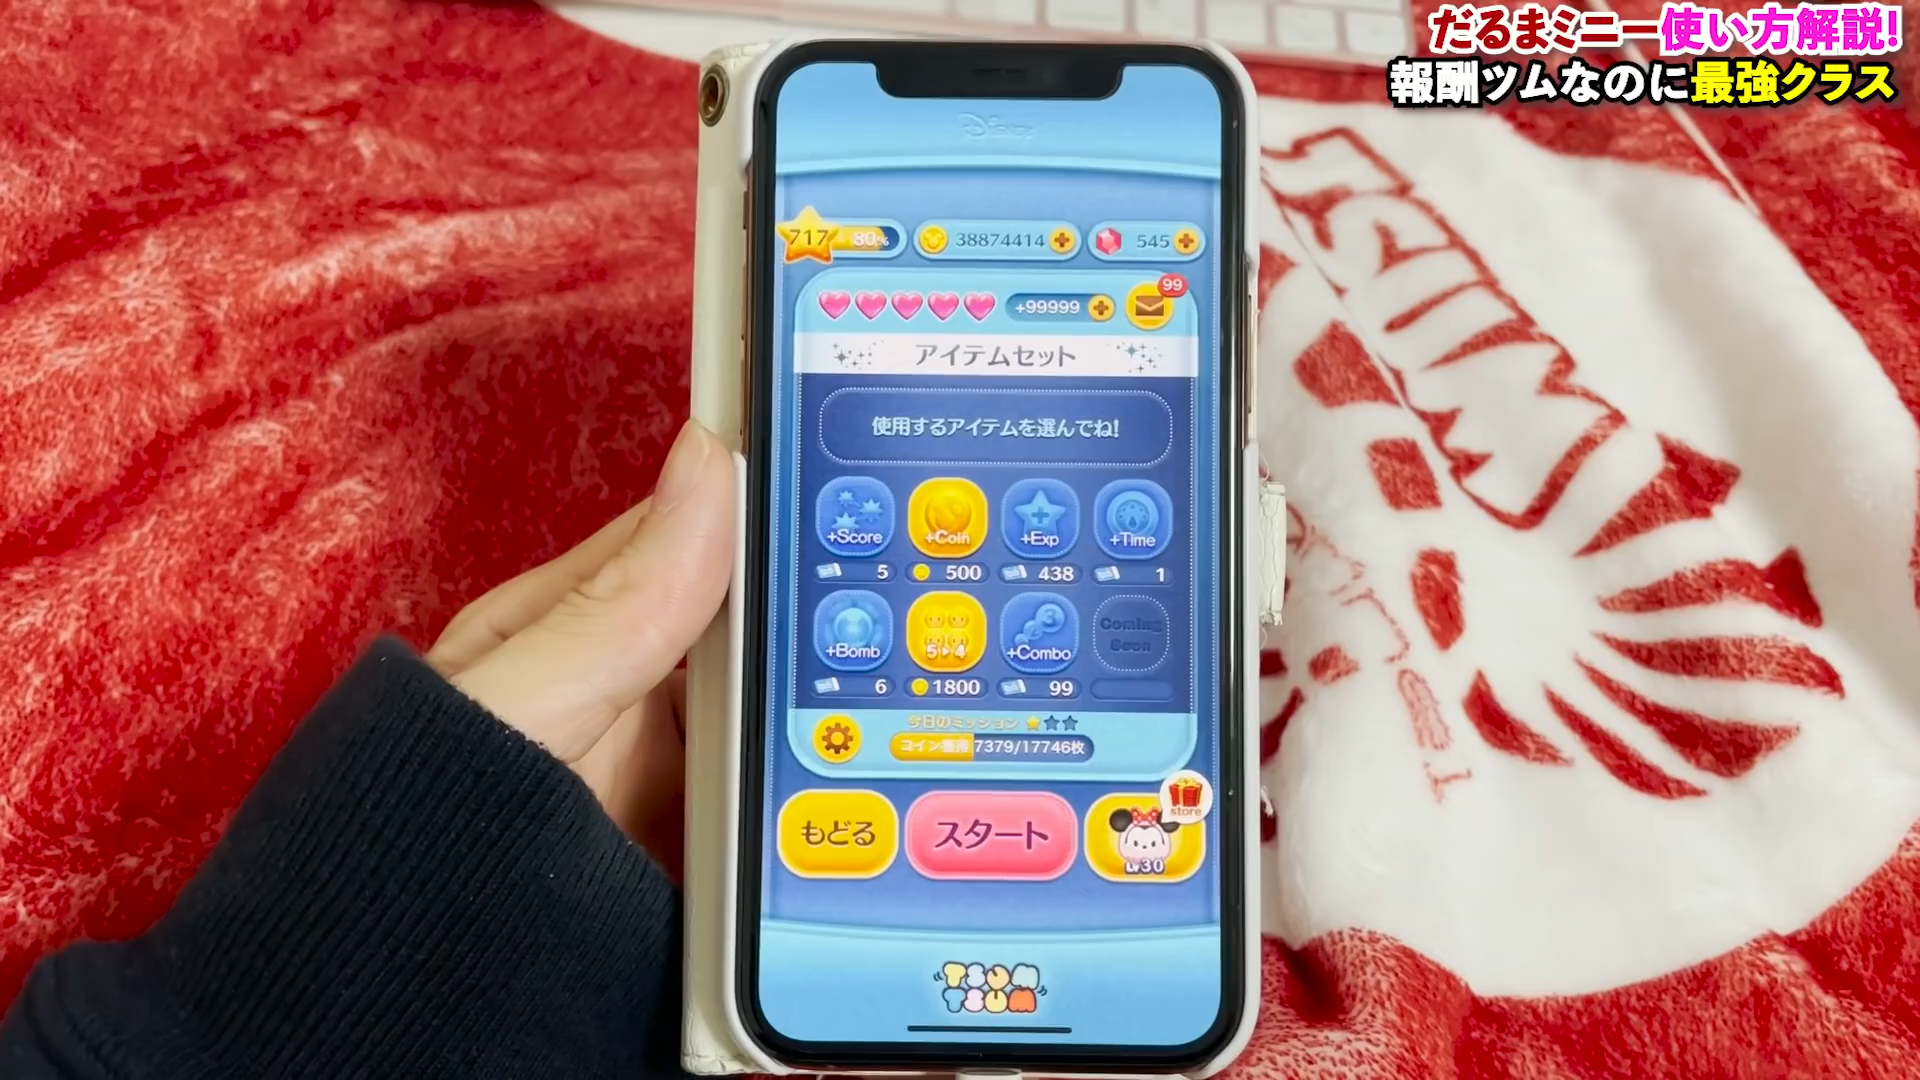 だるまミニー使い方解説!
報酬ツムなのに最強クラス
Disney
717
80%
38874414
545
+99999
99
アイテムセット
使用するアイテムを選んでね!
+Score
+Coin
+Exp
+Time
5
500
438
1
+Bomb
5▶4
+Combo
Coming Soon
6
1800
99
今日のミッション
コイン獲得 7379/17746枚
もどる
スタート
store
Lv30
TSUM
TSUM